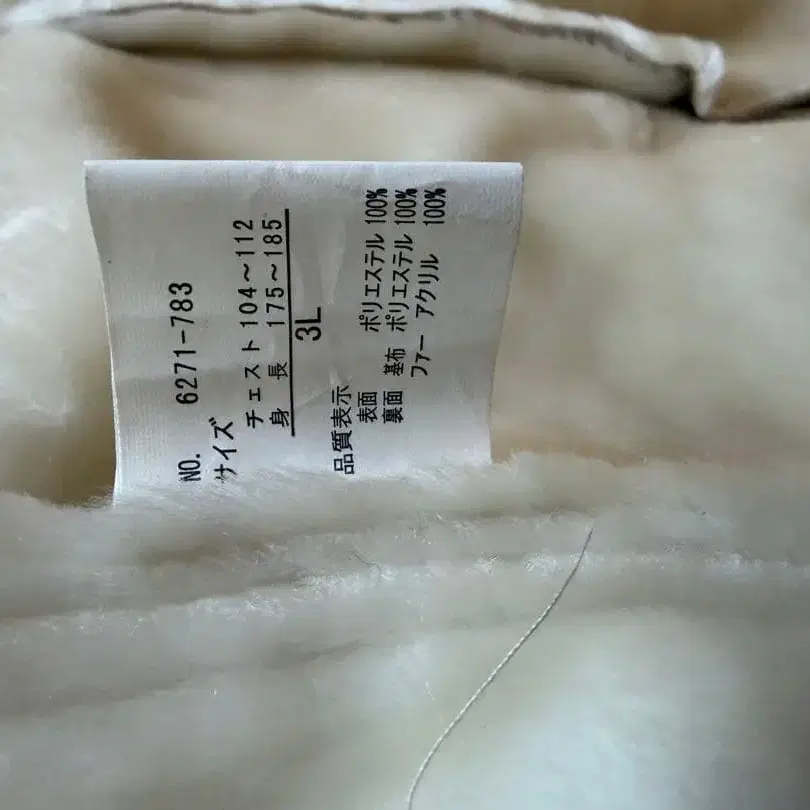 NO. 6271-783
サイズ
チェスト 104〜112
身長 175〜185
3L
品質表示
表面 ポリエステル 100%
裏面 基布 ポリエステル 100%
ファー アクリル 100%